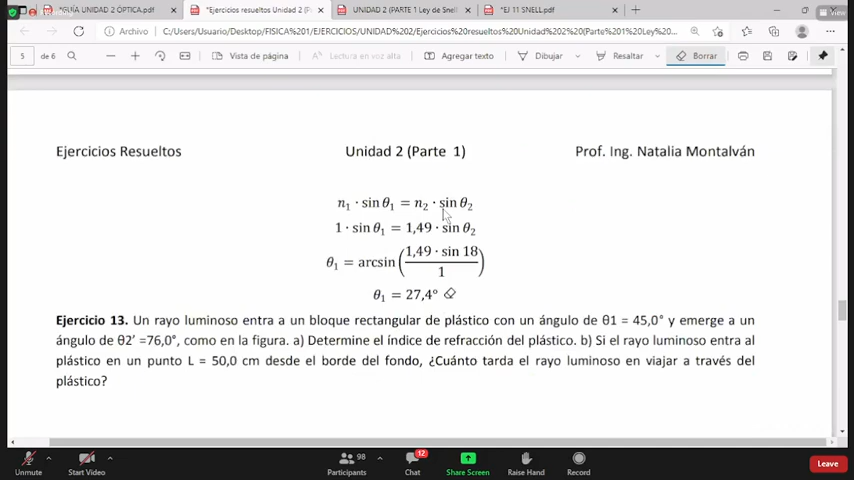 *GUÍA UNIDAD 2 ÓPTICA.pdf
*Ejercicios resueltos Unidad 2 (P
UNIDAD 2 (PARTE 1 Ley de Snell
*EJ 11 SNELL.pdf
View
Archivo
C:/Users/Usuario/Desktop/FISICA%201/EJERCICIOS/UNIDAD%202/Ejercicios%20resueltos%20Unidad%202%20(Parte%201%20Ley%20de%20Snell)%20...
5 de 6
Vista de página
Lectura en voz alta
Agregar texto
Dibujar
Resaltar
Borrar
Ejercicios Resueltos Unidad 2 (Parte 1) Prof. Ing. Natalia Montalván
n₁ · sin θ₁ = n₂ · sin θ₂
1 · sin θ₁ = 1,49 · sin θ₂
θ₁ = arcsin (1,49 · sin 18 / 1)
θ₁ = 27,4°
Ejercicio 13. Un rayo luminoso entra a un bloque rectangular de plástico con un ángulo de θ1 = 45,0° y emerge a un
ángulo de θ2’ =76,0°, como en la figura. a) Determine el índice de refracción del plástico. b) Si el rayo luminoso entra al
plástico en un punto L = 50,0 cm desde el borde del fondo, ¿Cuánto tarda el rayo luminoso en viajar a través del
plástico?
Unmute
Start Video
98
Participants
12
Chat
Share Screen
Raise Hand
Record
Leave